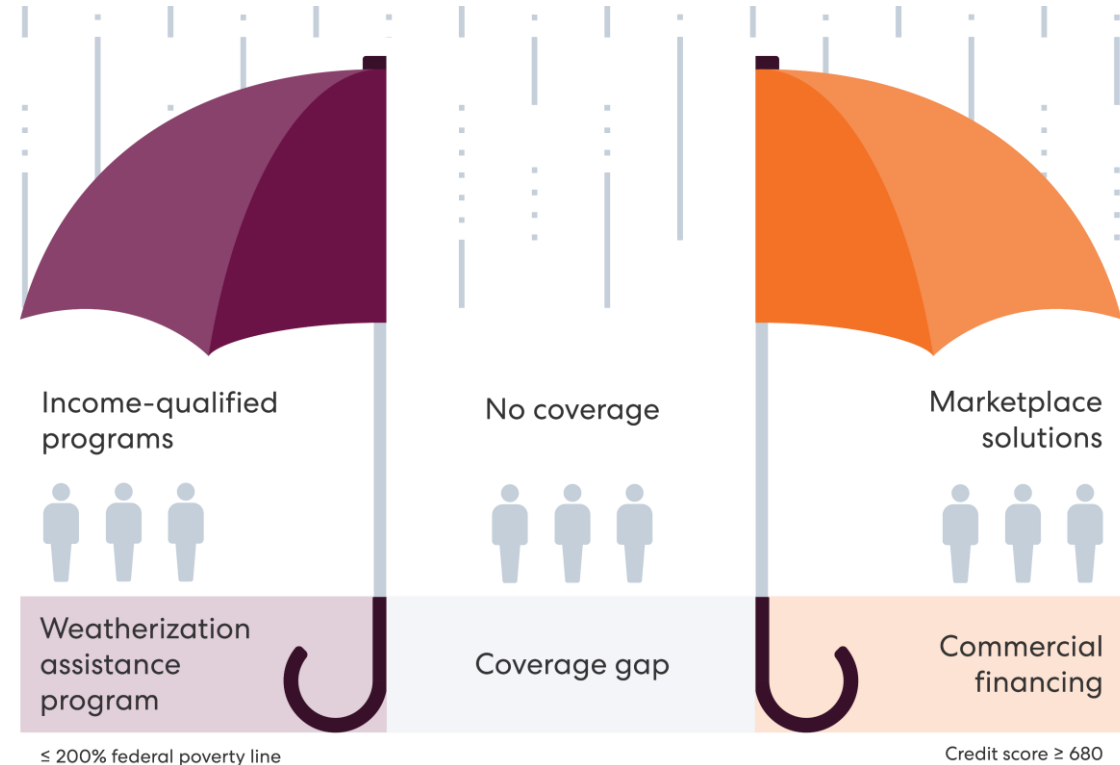 Income-qualified
programs
No coverage
Marketplace
solutions
Weatherization
assistance
program
Coverage gap
Commercial
financing
≤ 200% federal poverty line
Credit score ≥ 680